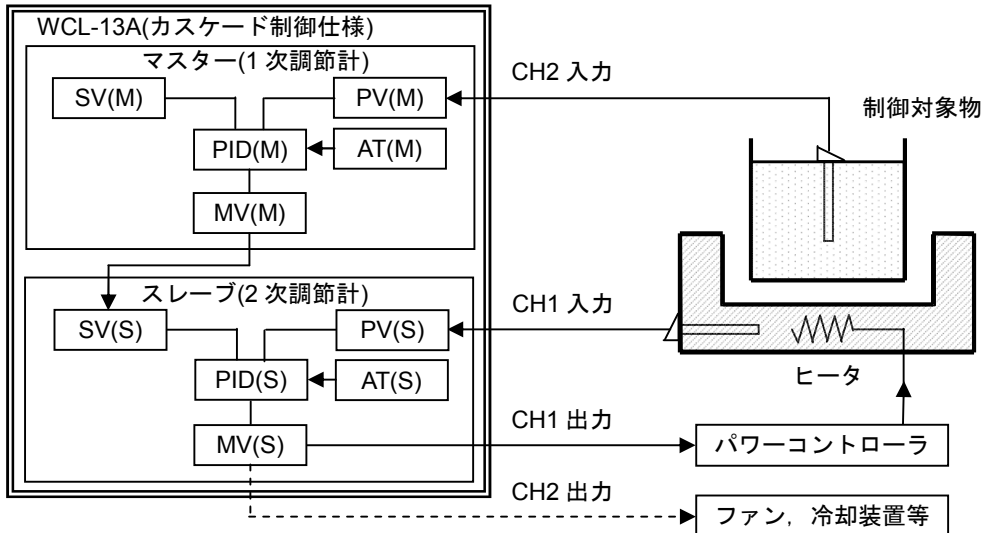 WCL-13A(カスケード制御仕様)
マスター(1 次調節計)
SV(M)
PV(M)
PID(M)
AT(M)
MV(M)
CH2 入力
制御対象物
スレーブ(2 次調節計)
SV(S)
PV(S)
PID(S)
AT(S)
MV(S)
CH1 入力
ヒータ
CH1 出力
パワーコントローラ
CH2 出力
ファン, 冷却装置等